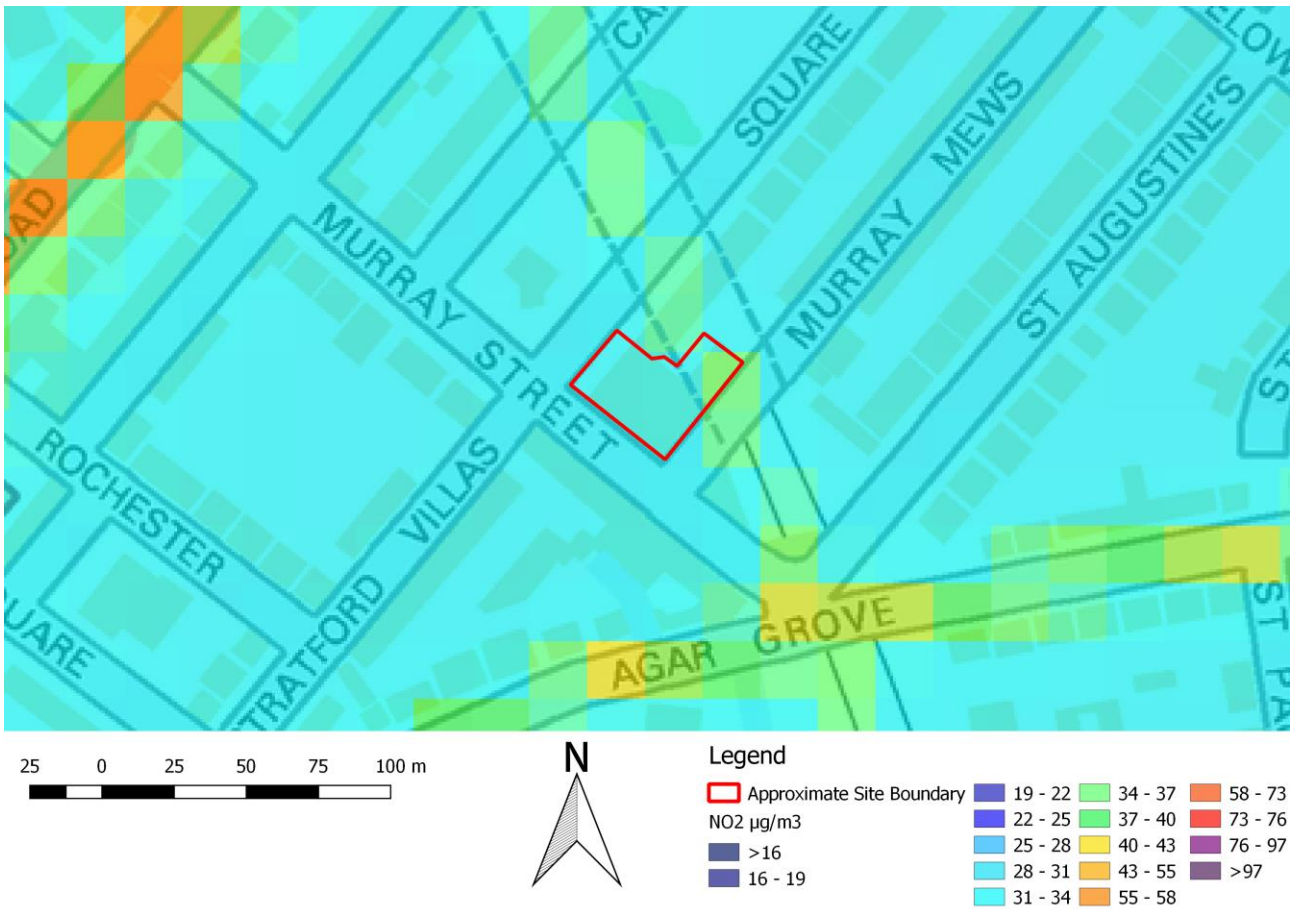 CA
SQUARE
ELOW
MURRAY MEWS
ST AUGUSTINE'S
OAD
MURRAY STREET
ST
ROCHESTER
VILLAS
STRATFORD
UARE
AGAR GROVE
ST PA
25 0 25 50 75 100 m
N
Legend
Approximate Site Boundary
NO2 µg/m3
>16
16 - 19
19 - 22
22 - 25
25 - 28
28 - 31
31 - 34
34 - 37
37 - 40
40 - 43
43 - 55
55 - 58
58 - 73
73 - 76
76 - 97
>97